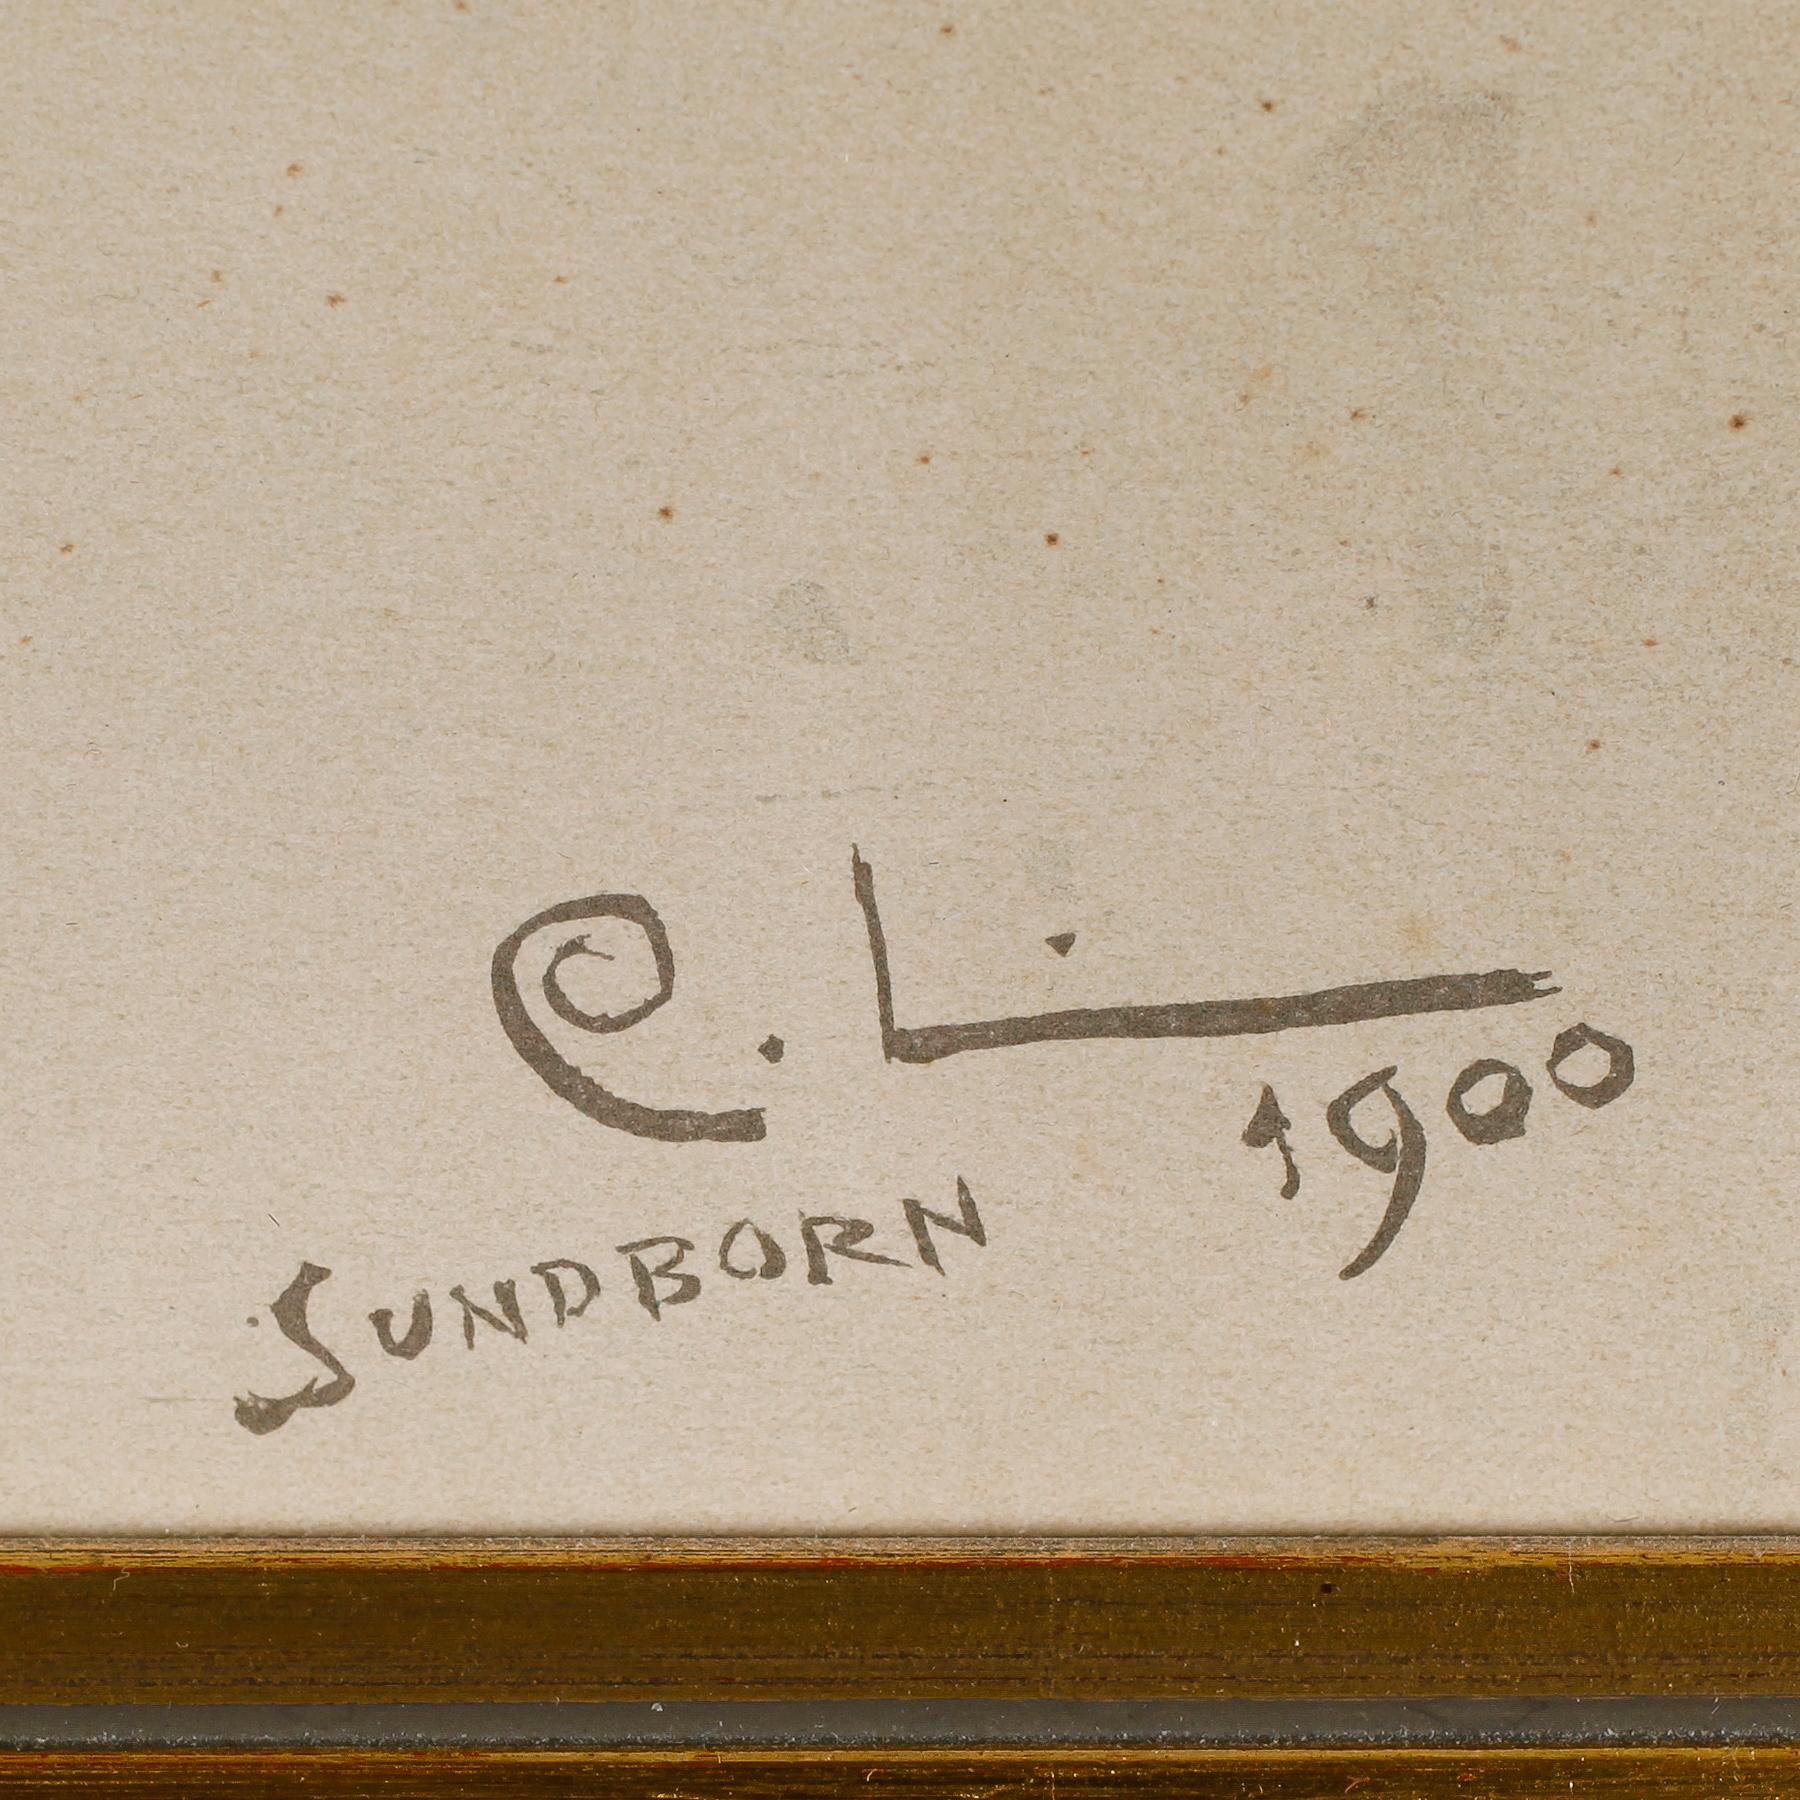 C. L.
1900
SUNDBORN